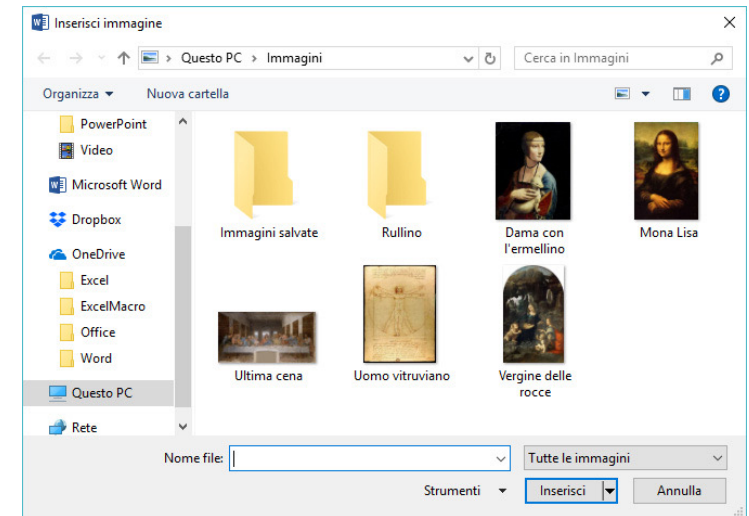 Inserisci immagine
Questo PC > Immagini
Cerca in Immagini
Organizza
Nuova cartella
PowerPoint
Video
Microsoft Word
Dropbox
OneDrive
Excel
ExcelMacro
Office
Word
Questo PC
Rete
Immagini salvate
Rullino
Dama con
l'ermellino
Mona Lisa
Ultima cena
Uomo vitruviano
Vergine delle
rocce
Nome file:
Tutte le immagini
Strumenti
Inserisci
Annulla